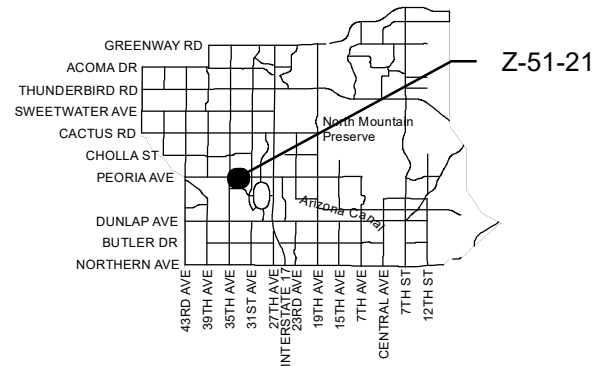 GREENWAY RD
ACOMA DR
THUNDERBIRD RD
SWEETWATER AVE
CACTUS RD
CHOLLA ST
PEORIA AVE
DUNLAP AVE
BUTLER DR
NORTHERN AVE
Z-51-21
North Mountain
Preserve
Arizona Canal
43RD AVE
39TH AVE
35TH AVE
31ST AVE
27TH AVE
INTERSTATE 17
23RD AVE
19TH AVE
15TH AVE
7TH AVE
CENTRAL AVE
7TH ST
12TH ST